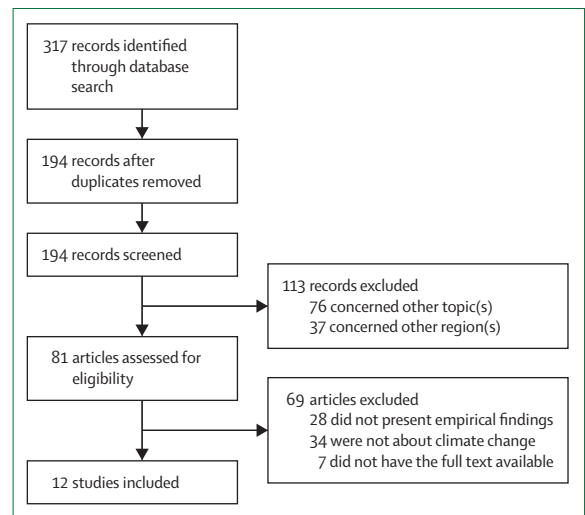 317 records identified
through database
search
194 records after
duplicates removed
194 records screened
113 records excluded
76 concerned other topic(s)
37 concerned other region(s)
81 articles assessed for
eligibility
69 articles excluded
28 did not present empirical findings
34 were not about climate change
7 did not have the full text available
12 studies included